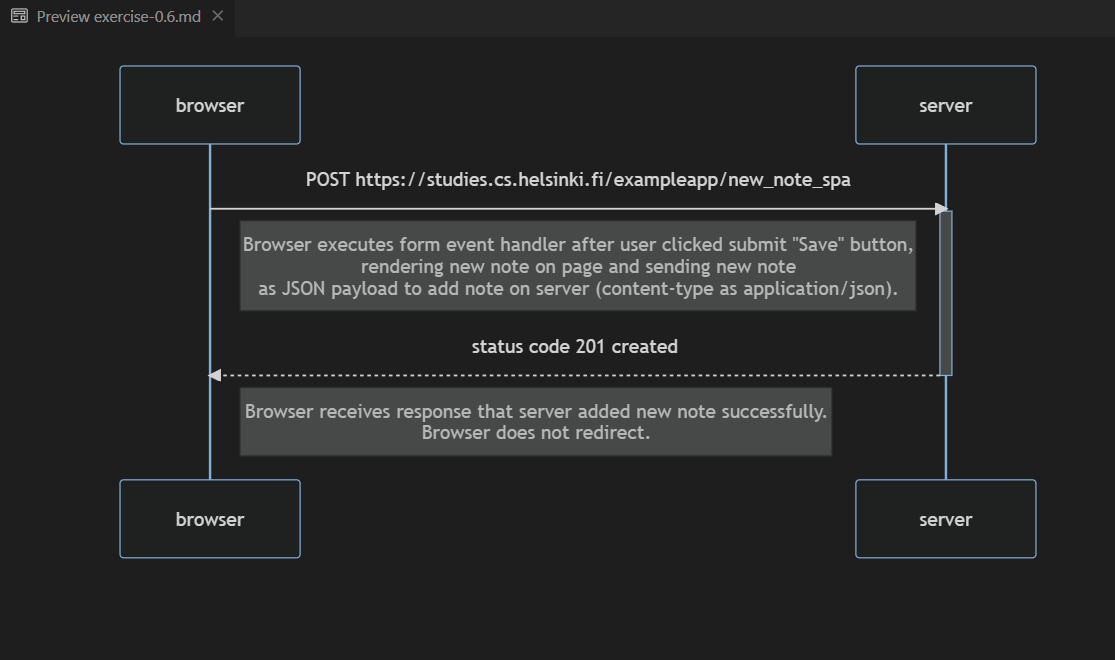 Preview exercise-0.6.md
browser
server
POST https://studies.cs.helsinki.fi/exampleapp/new_note_spa
Browser executes form event handler after user clicked submit "Save" button,
rendering new note on page and sending new note
as JSON payload to add note on server (content-type as application/json).
status code 201 created
Browser receives response that server added new note successfully.
Browser does not redirect.
browser
server